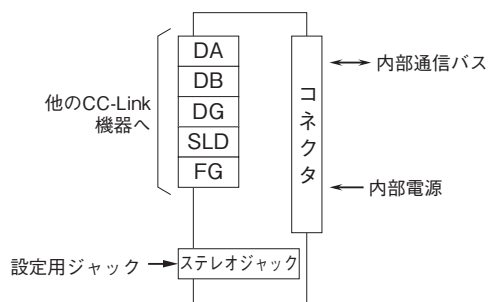 他のCC-Link
機器へ
DA
DB
DG
SLD
FG
コネクタ
内部通信バス
内部電源
設定用ジャック
ステレオジャック